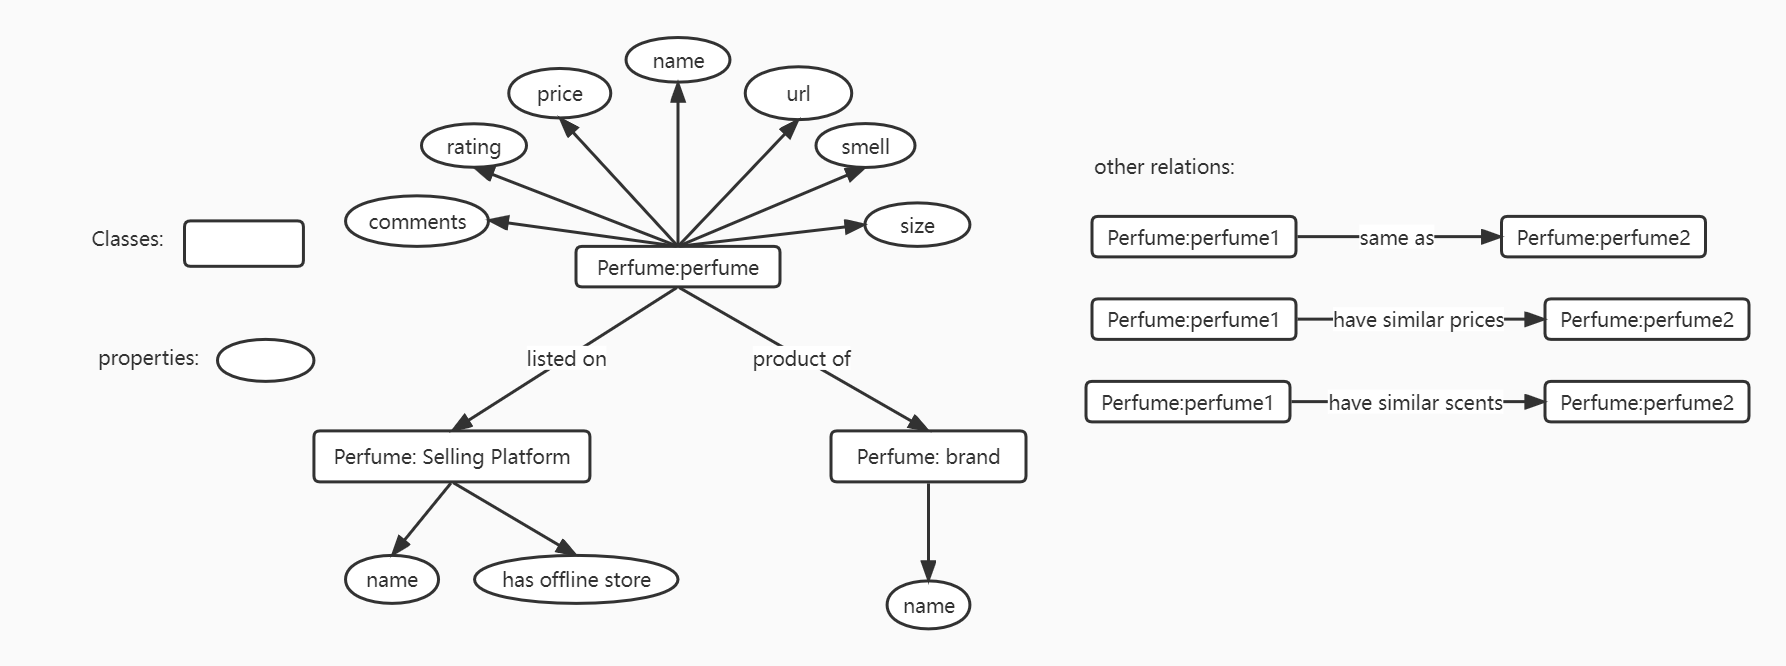 name
price
url
rating
smell
comments
size
Perfume:perfume
Classes:
properties:
listed on
product of
Perfume: Selling Platform
Perfume: brand
name
has offline store
name
other relations:
Perfume:perfume1
same as
Perfume:perfume2
Perfume:perfume1
have similar prices
Perfume:perfume2
Perfume:perfume1
have similar scents
Perfume:perfume2